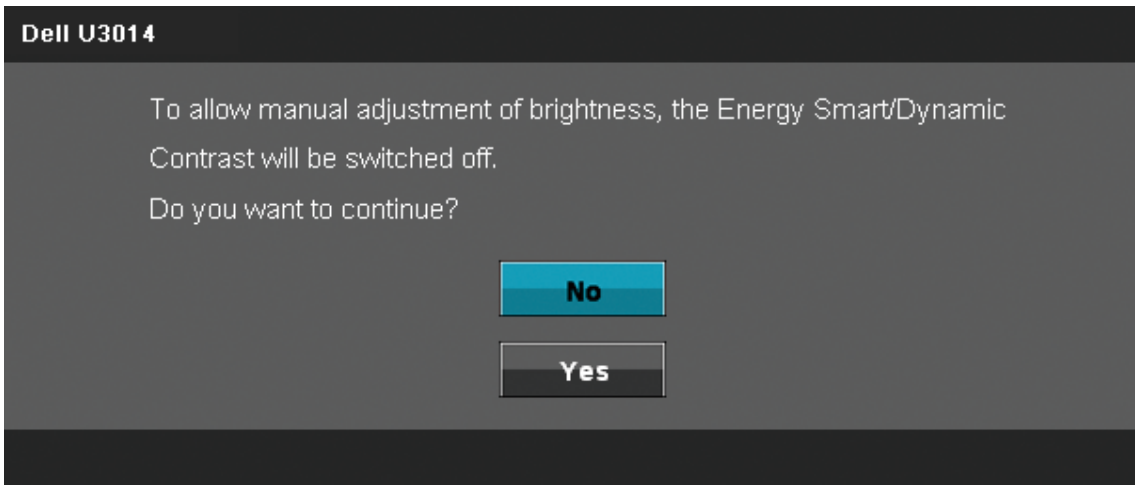 Dell U3014
To allow manual adjustment of brightness, the Energy Smart/Dynamic
Contrast will be switched off.
Do you want to continue?
No
Yes